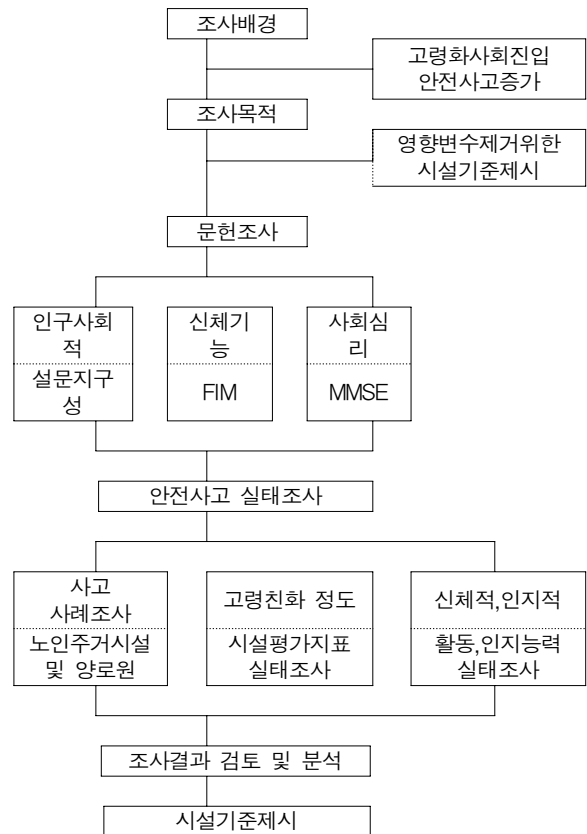 조사배경
고령화사회진입
안전사고증가
조사목적
영향변수제거위한
시설기준제시
문헌조사
인구사회
적
설문지구
성
신체기
능
FIM
사회심
리
MMSE
안전사고 실태조사
사고
사례조사
노인주거시설
및 양로원
고령친화 정도
시설평가지표
실태조사
신체적,인지적
활동,인지능력
실태조사
조사결과 검토 및 분석
시설기준제시